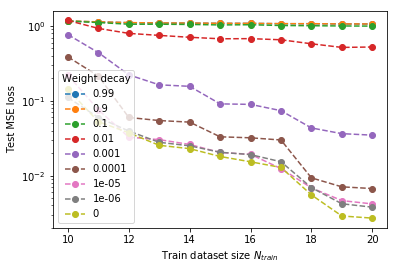 10⁰
10⁻¹
10⁻²
Test MSE loss
Weight decay
0.99
0.9
0.1
0.01
0.001
0.0001
1e-05
1e-06
0
10 12 14 16 18 20
Train dataset size N_train